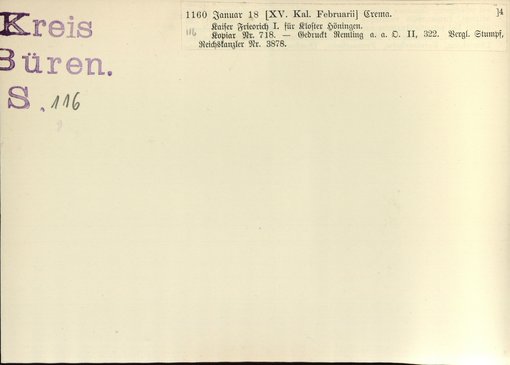 Kreis
Büren.
S. 116
1160 Januar 18 [XV. Kal. Februarii] Crema.
116
Kaiser Friedrich I. für Kloster Höningen.
Kopiar Nr. 718. — Gedruckt Remling a. a. O. II, 322. Vergl. Stumpf,
Reichskanzler Nr. 3878.